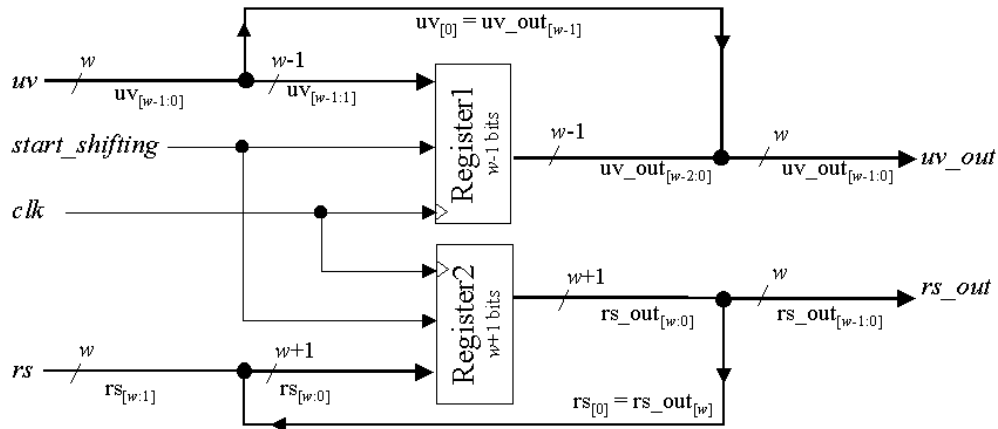 uv[0] = uv_out[w-1]
uv
w
uv[w-1:0]
w-1
uv[w-1:1]
Register1
w-1 bits
w-1
uv_out[w-2:0]
w
uv_out[w-1:0]
uv_out
start_shifting
clk
Register2
w+1 bits
w+1
rs_out[w:0]
w
rs_out[w-1:0]
rs_out
rs
w
rs[w:1]
w+1
rs[w:0]
rs[0] = rs_out[w]